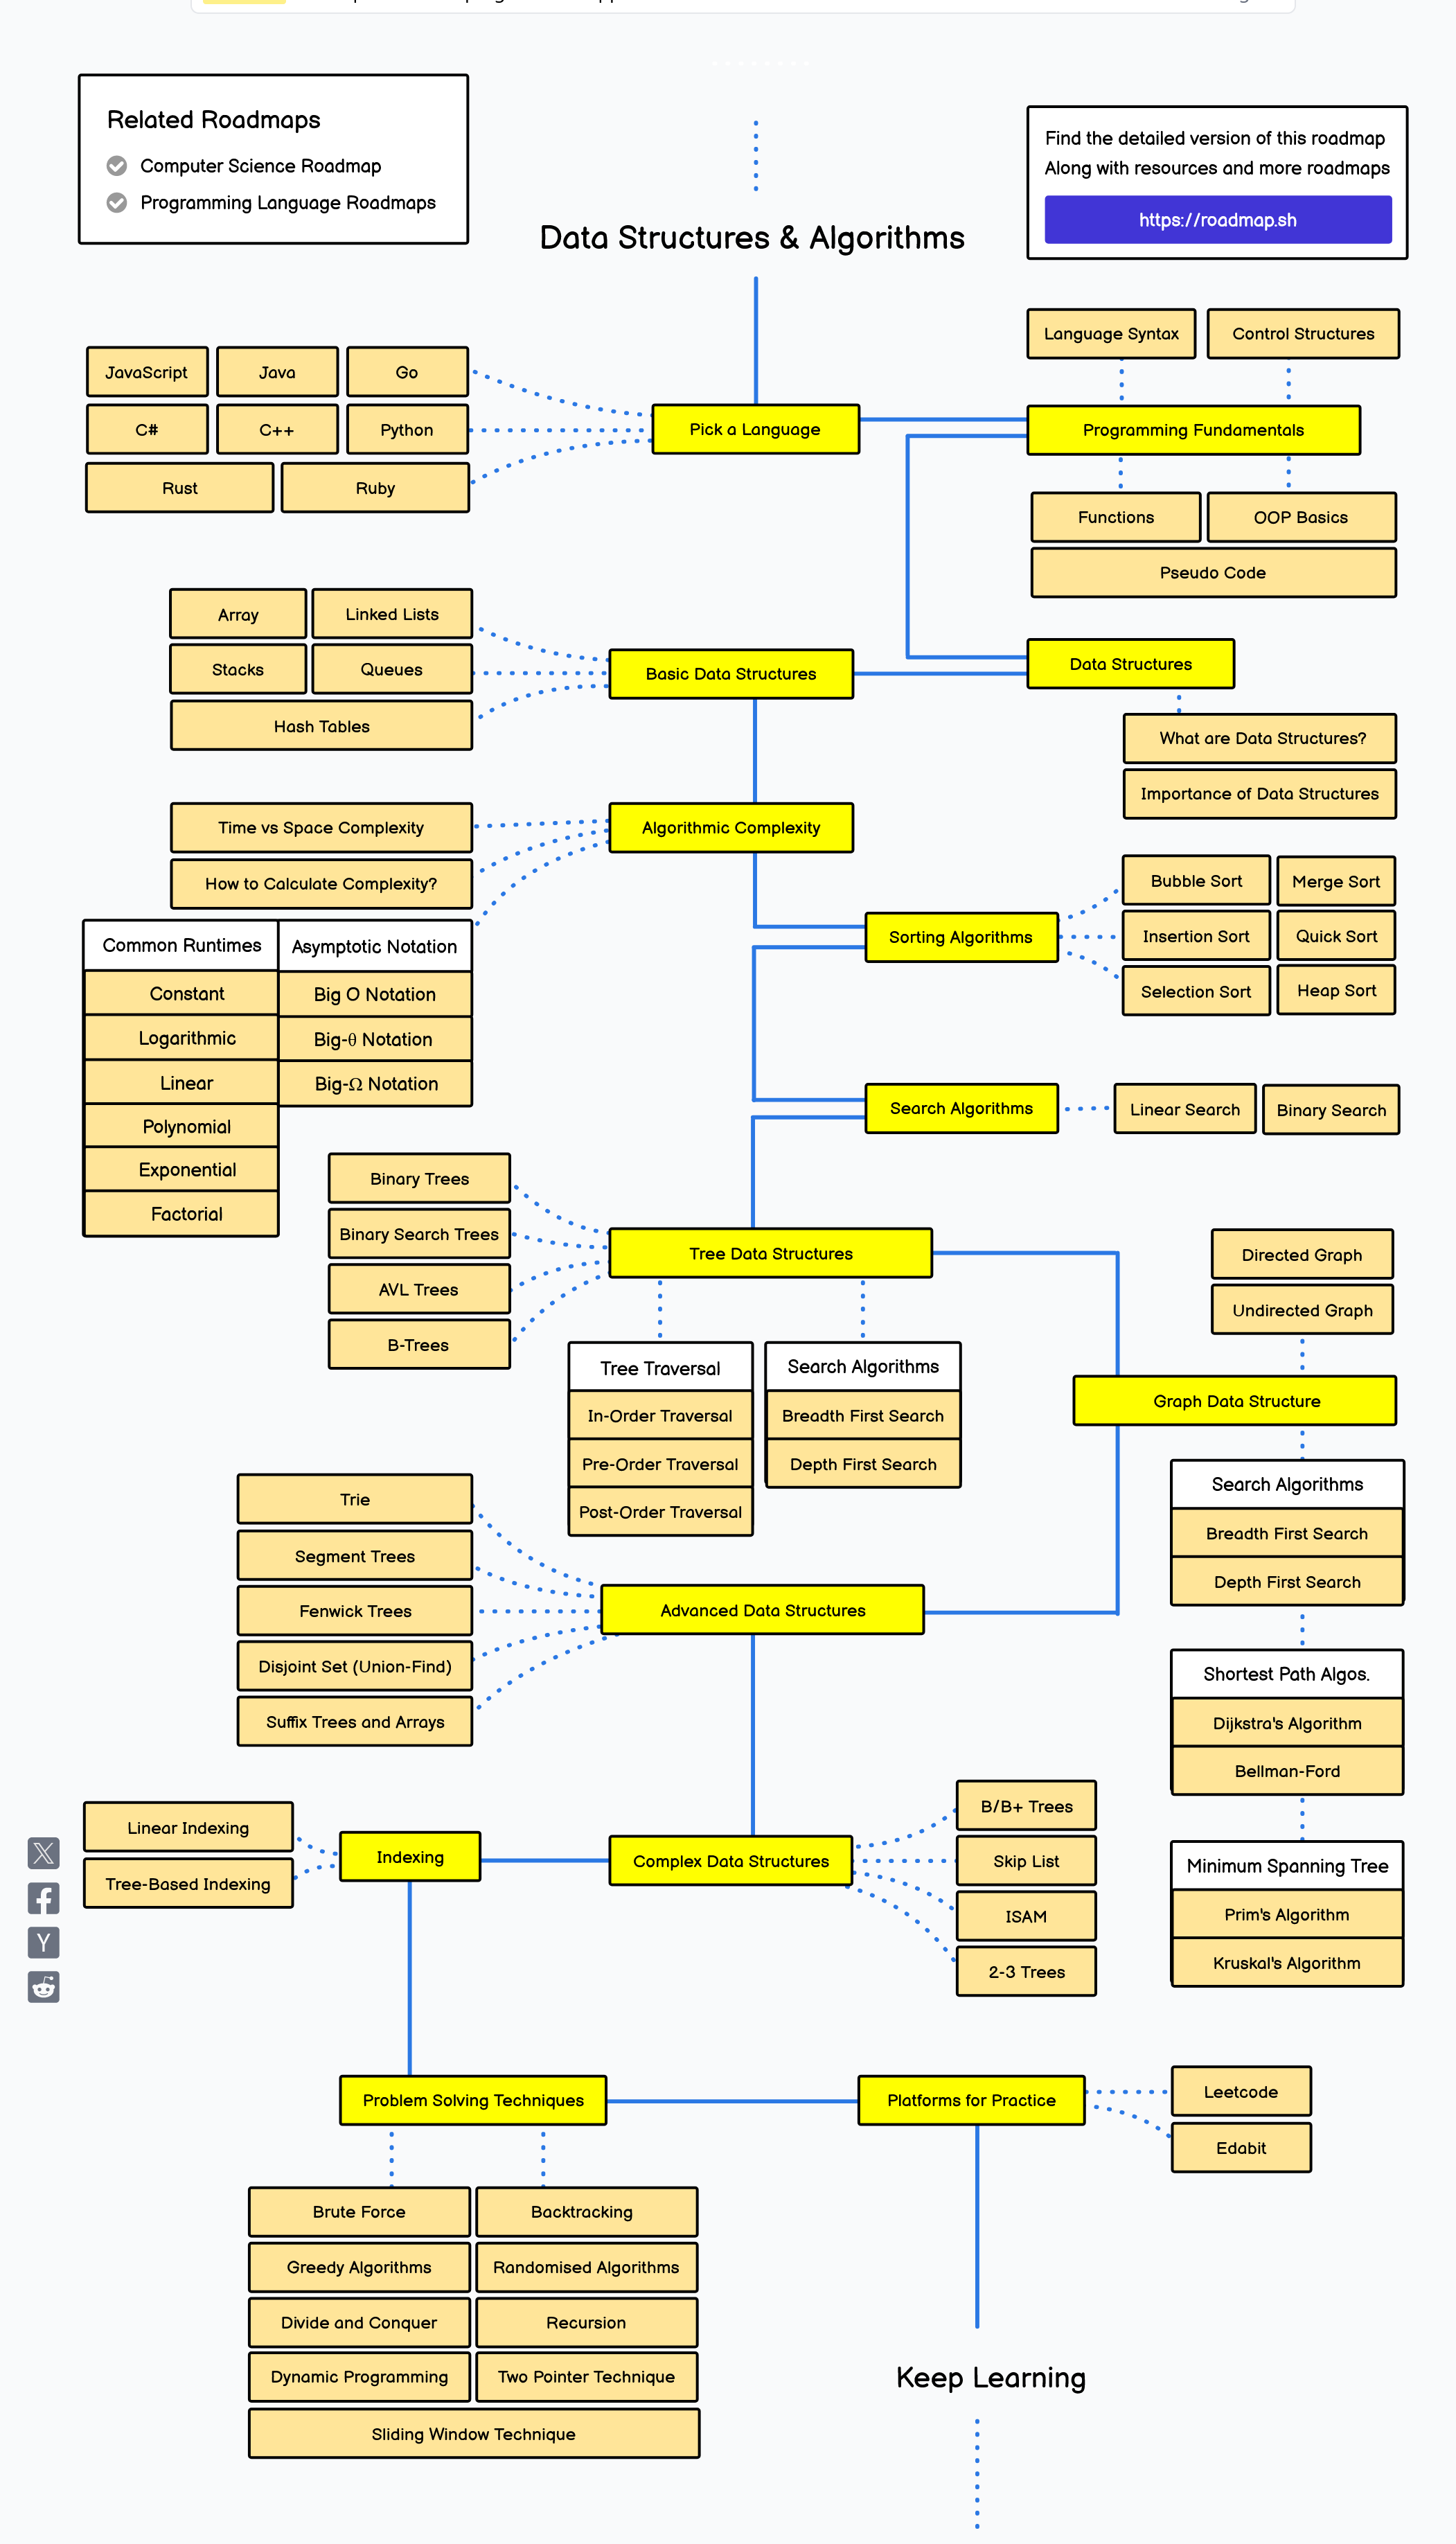 Related Roadmaps
Computer Science Roadmap
Programming Language Roadmaps
Find the detailed version of this roadmap
Along with resources and more roadmaps
https://roadmap.sh
Data Structures & Algorithms
Language Syntax
Control Structures
JavaScript
Java
Go
C#
C++
Python
Rust
Ruby
Pick a Language
Programming Fundamentals
Functions
OOP Basics
Pseudo Code
Array
Linked Lists
Stacks
Queues
Hash Tables
Basic Data Structures
Data Structures
What are Data Structures?
Importance of Data Structures
Time vs Space Complexity
How to Calculate Complexity?
Algorithmic Complexity
Common Runtimes
Constant
Logarithmic
Linear
Polynomial
Exponential
Factorial
Asymptotic Notation
Big O Notation
Big-θ Notation
Big-Ω Notation
Sorting Algorithms
Bubble Sort
Merge Sort
Insertion Sort
Quick Sort
Selection Sort
Heap Sort
Search Algorithms
Linear Search
Binary Search
Binary Trees
Binary Search Trees
AVL Trees
B-Trees
Tree Data Structures
Tree Traversal
In-Order Traversal
Pre-Order Traversal
Post-Order Traversal
Search Algorithms
Breadth First Search
Depth First Search
Directed Graph
Undirected Graph
Graph Data Structure
Search Algorithms
Breadth First Search
Depth First Search
Shortest Path Algos.
Dijkstra's Algorithm
Bellman-Ford
Minimum Spanning Tree
Prim's Algorithm
Kruskal's Algorithm
Trie
Segment Trees
Fenwick Trees
Disjoint Set (Union-Find)
Suffix Trees and Arrays
Advanced Data Structures
Linear Indexing
Tree-Based Indexing
Indexing
Complex Data Structures
B/B+ Trees
Skip List
ISAM
2-3 Trees
Problem Solving Techniques
Platforms for Practice
Leetcode
Edabit
Brute Force
Backtracking
Greedy Algorithms
Randomised Algorithms
Divide and Conquer
Recursion
Dynamic Programming
Two Pointer Technique
Sliding Window Technique
Keep Learning